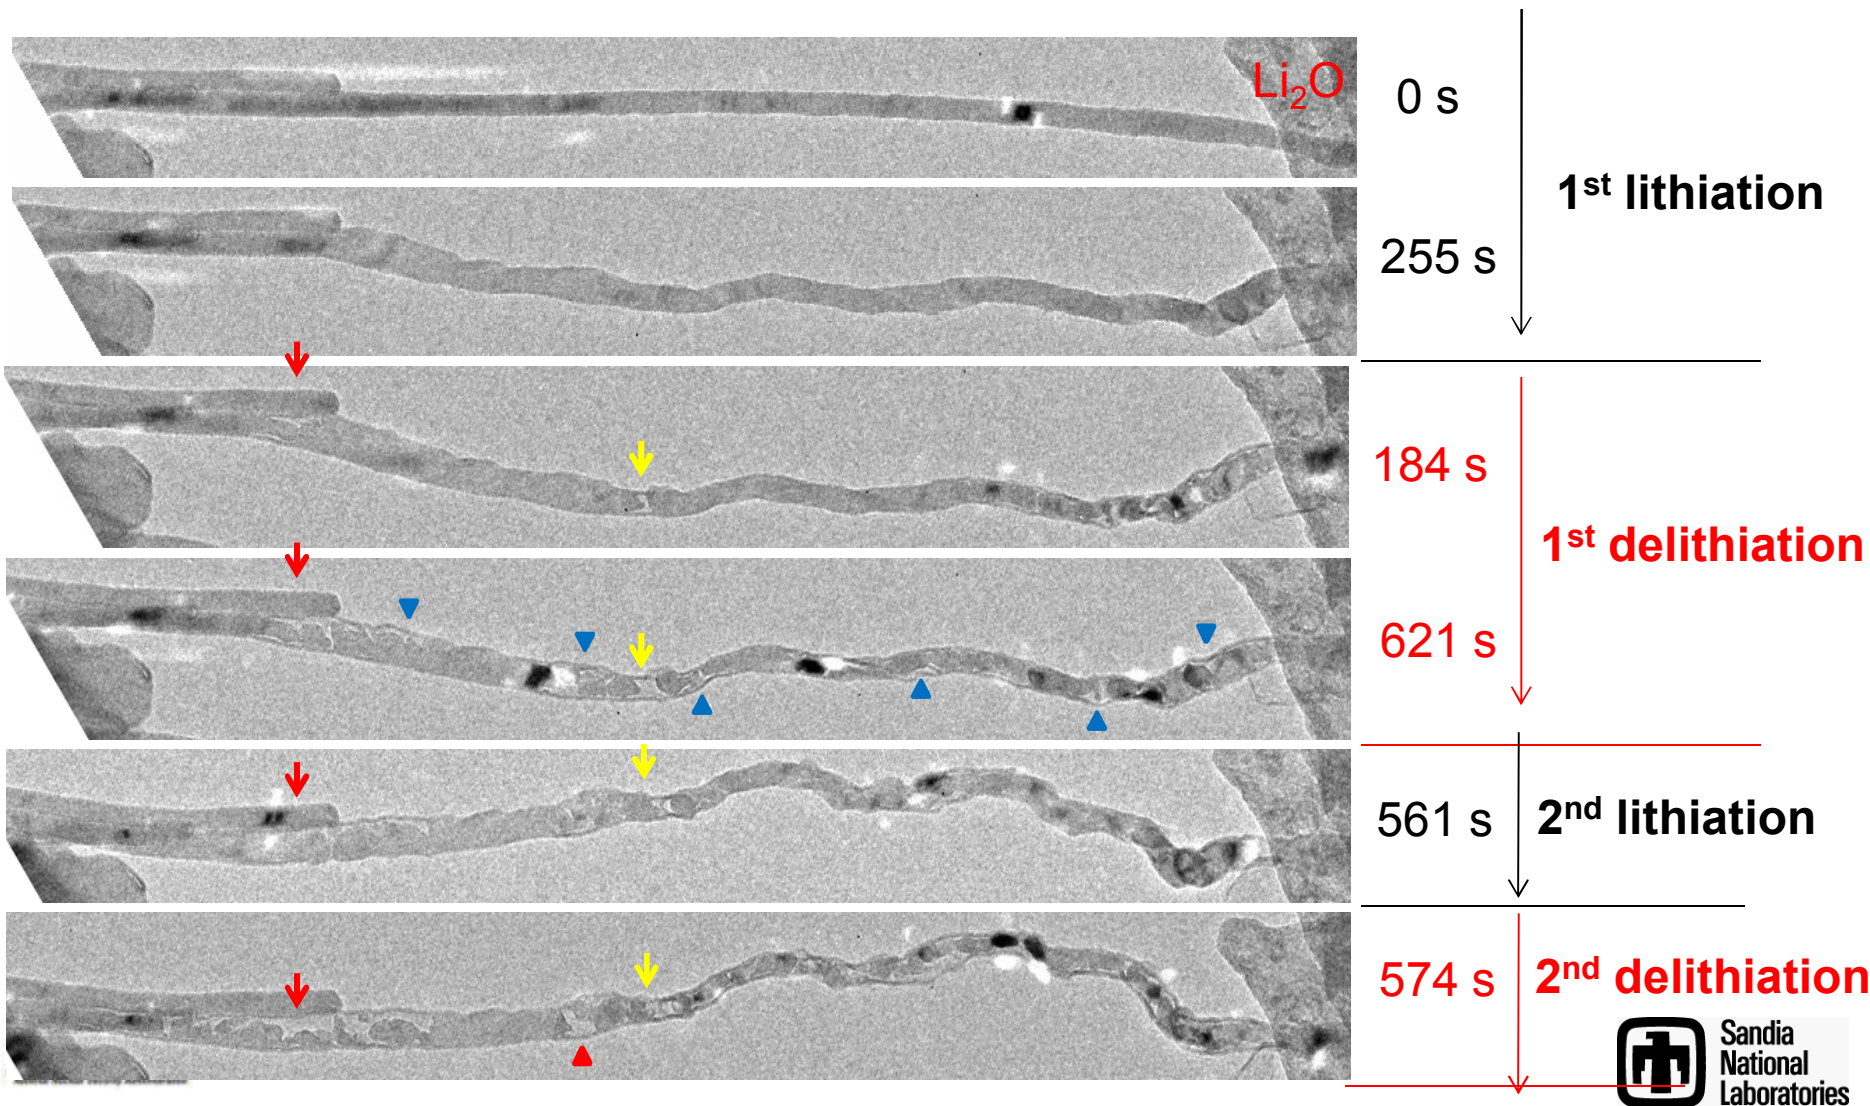 Li₂O
0 s
1st lithiation
255 s
184 s
1st delithiation
621 s
561 s
2nd lithiation
574 s
2nd delithiation
Sandia
National
Laboratories